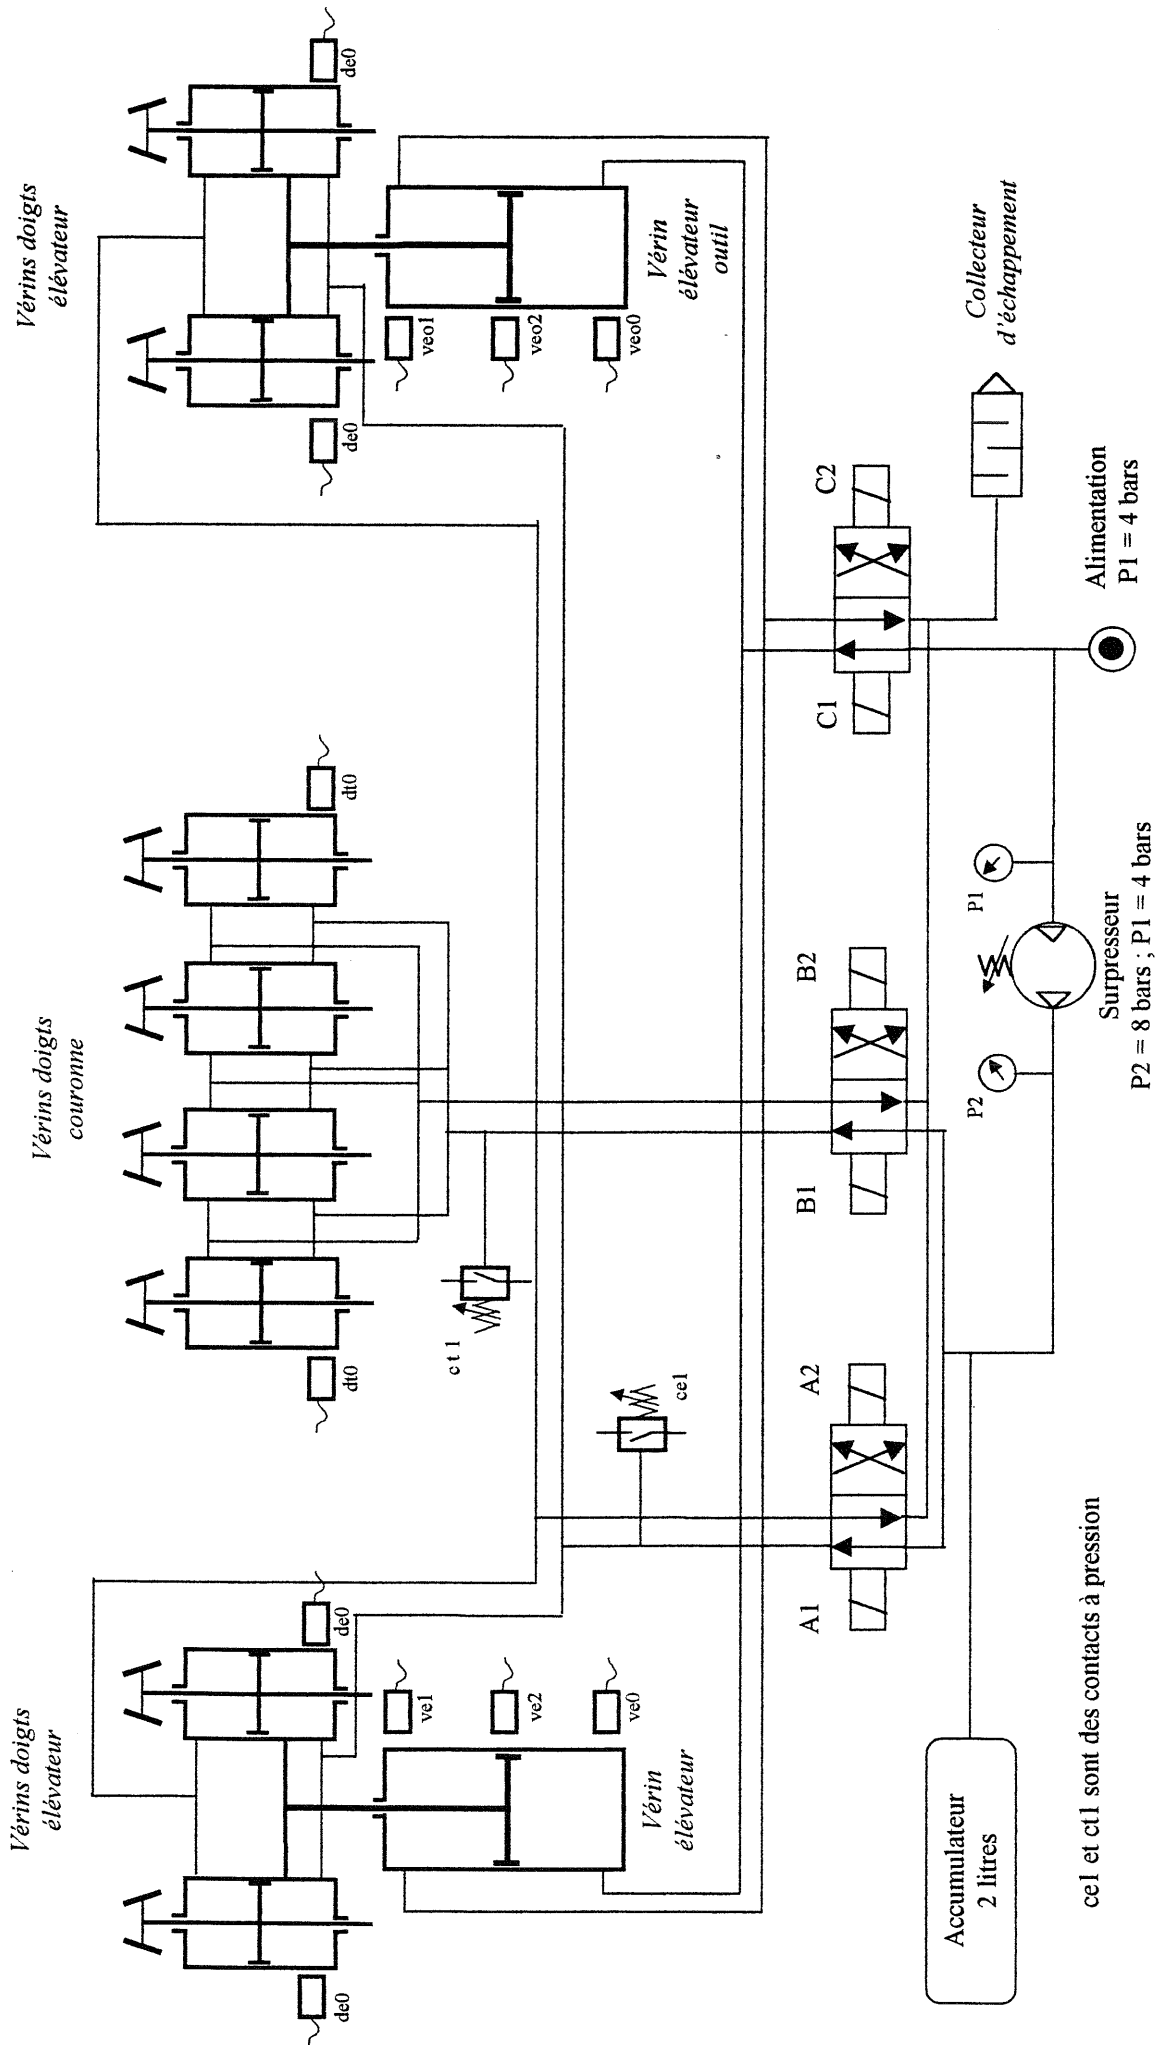 Vérins doigts
élévateur
Vérins doigts
couronne
Vérins doigts
élévateur
de0
de0
dt0
dt0
de0
de0
ve1
ve2
ve0
veo1
veo2
veo0
Vérin
élévateur
Vérin
élévateur
outil
c t 1
ce1
A1
A2
B1
B2
C1
C2
Collecteur
d'échappement
Accumulateur
2 litres
P2
P1
Alimentation
P1 = 4 bars
Surpresseur
P2 = 8 bars ; P1 = 4 bars
ce1 et ct1 sont des contacts à pression